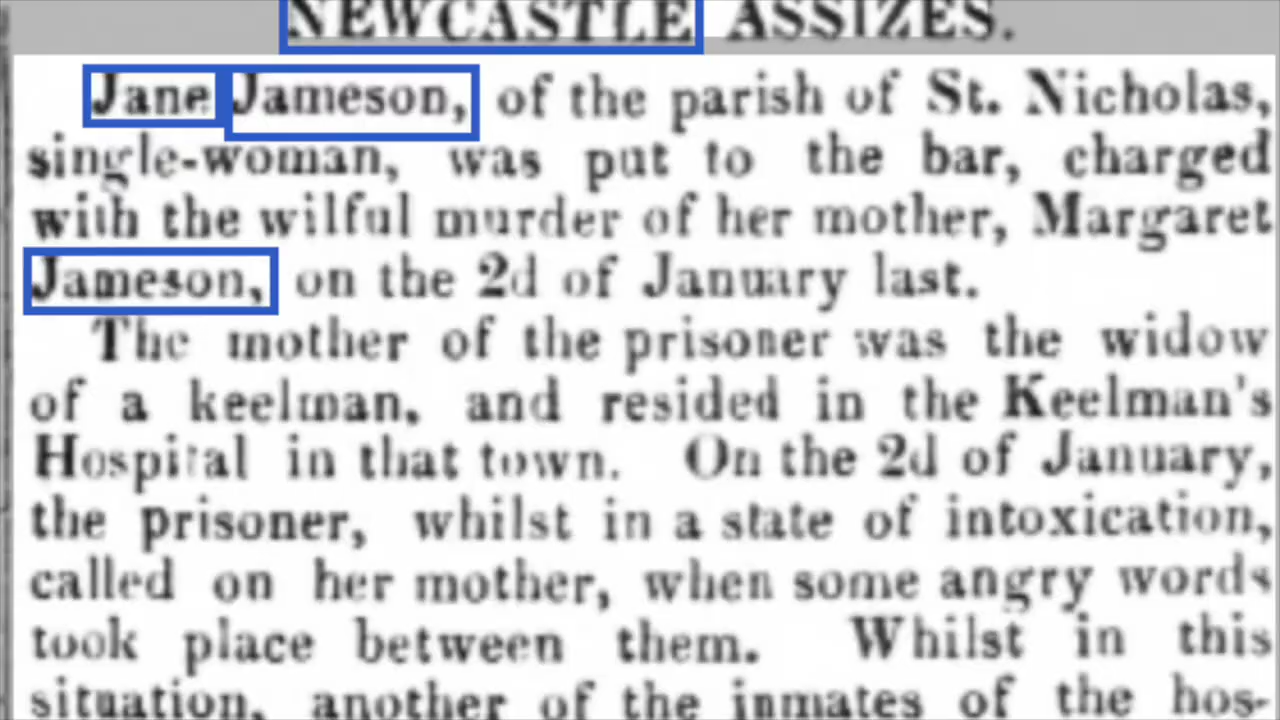 NEWCASTLE ASSIZES.
Jane Jameson, of the parish of St. Nicholas,
single-woman, was put to the bar, charged
with the wilful murder of her mother, Margaret
Jameson, on the 2d of January last.
The mother of the prisoner was the widow
of a keelman, and resided in the Keelman's
Hospital in that town. On the 2d of January,
the prisoner, whilst in a state of intoxication,
called on her mother, when some angry words
took place between them. Whilst in this
situation, another of the inmates of the hos-